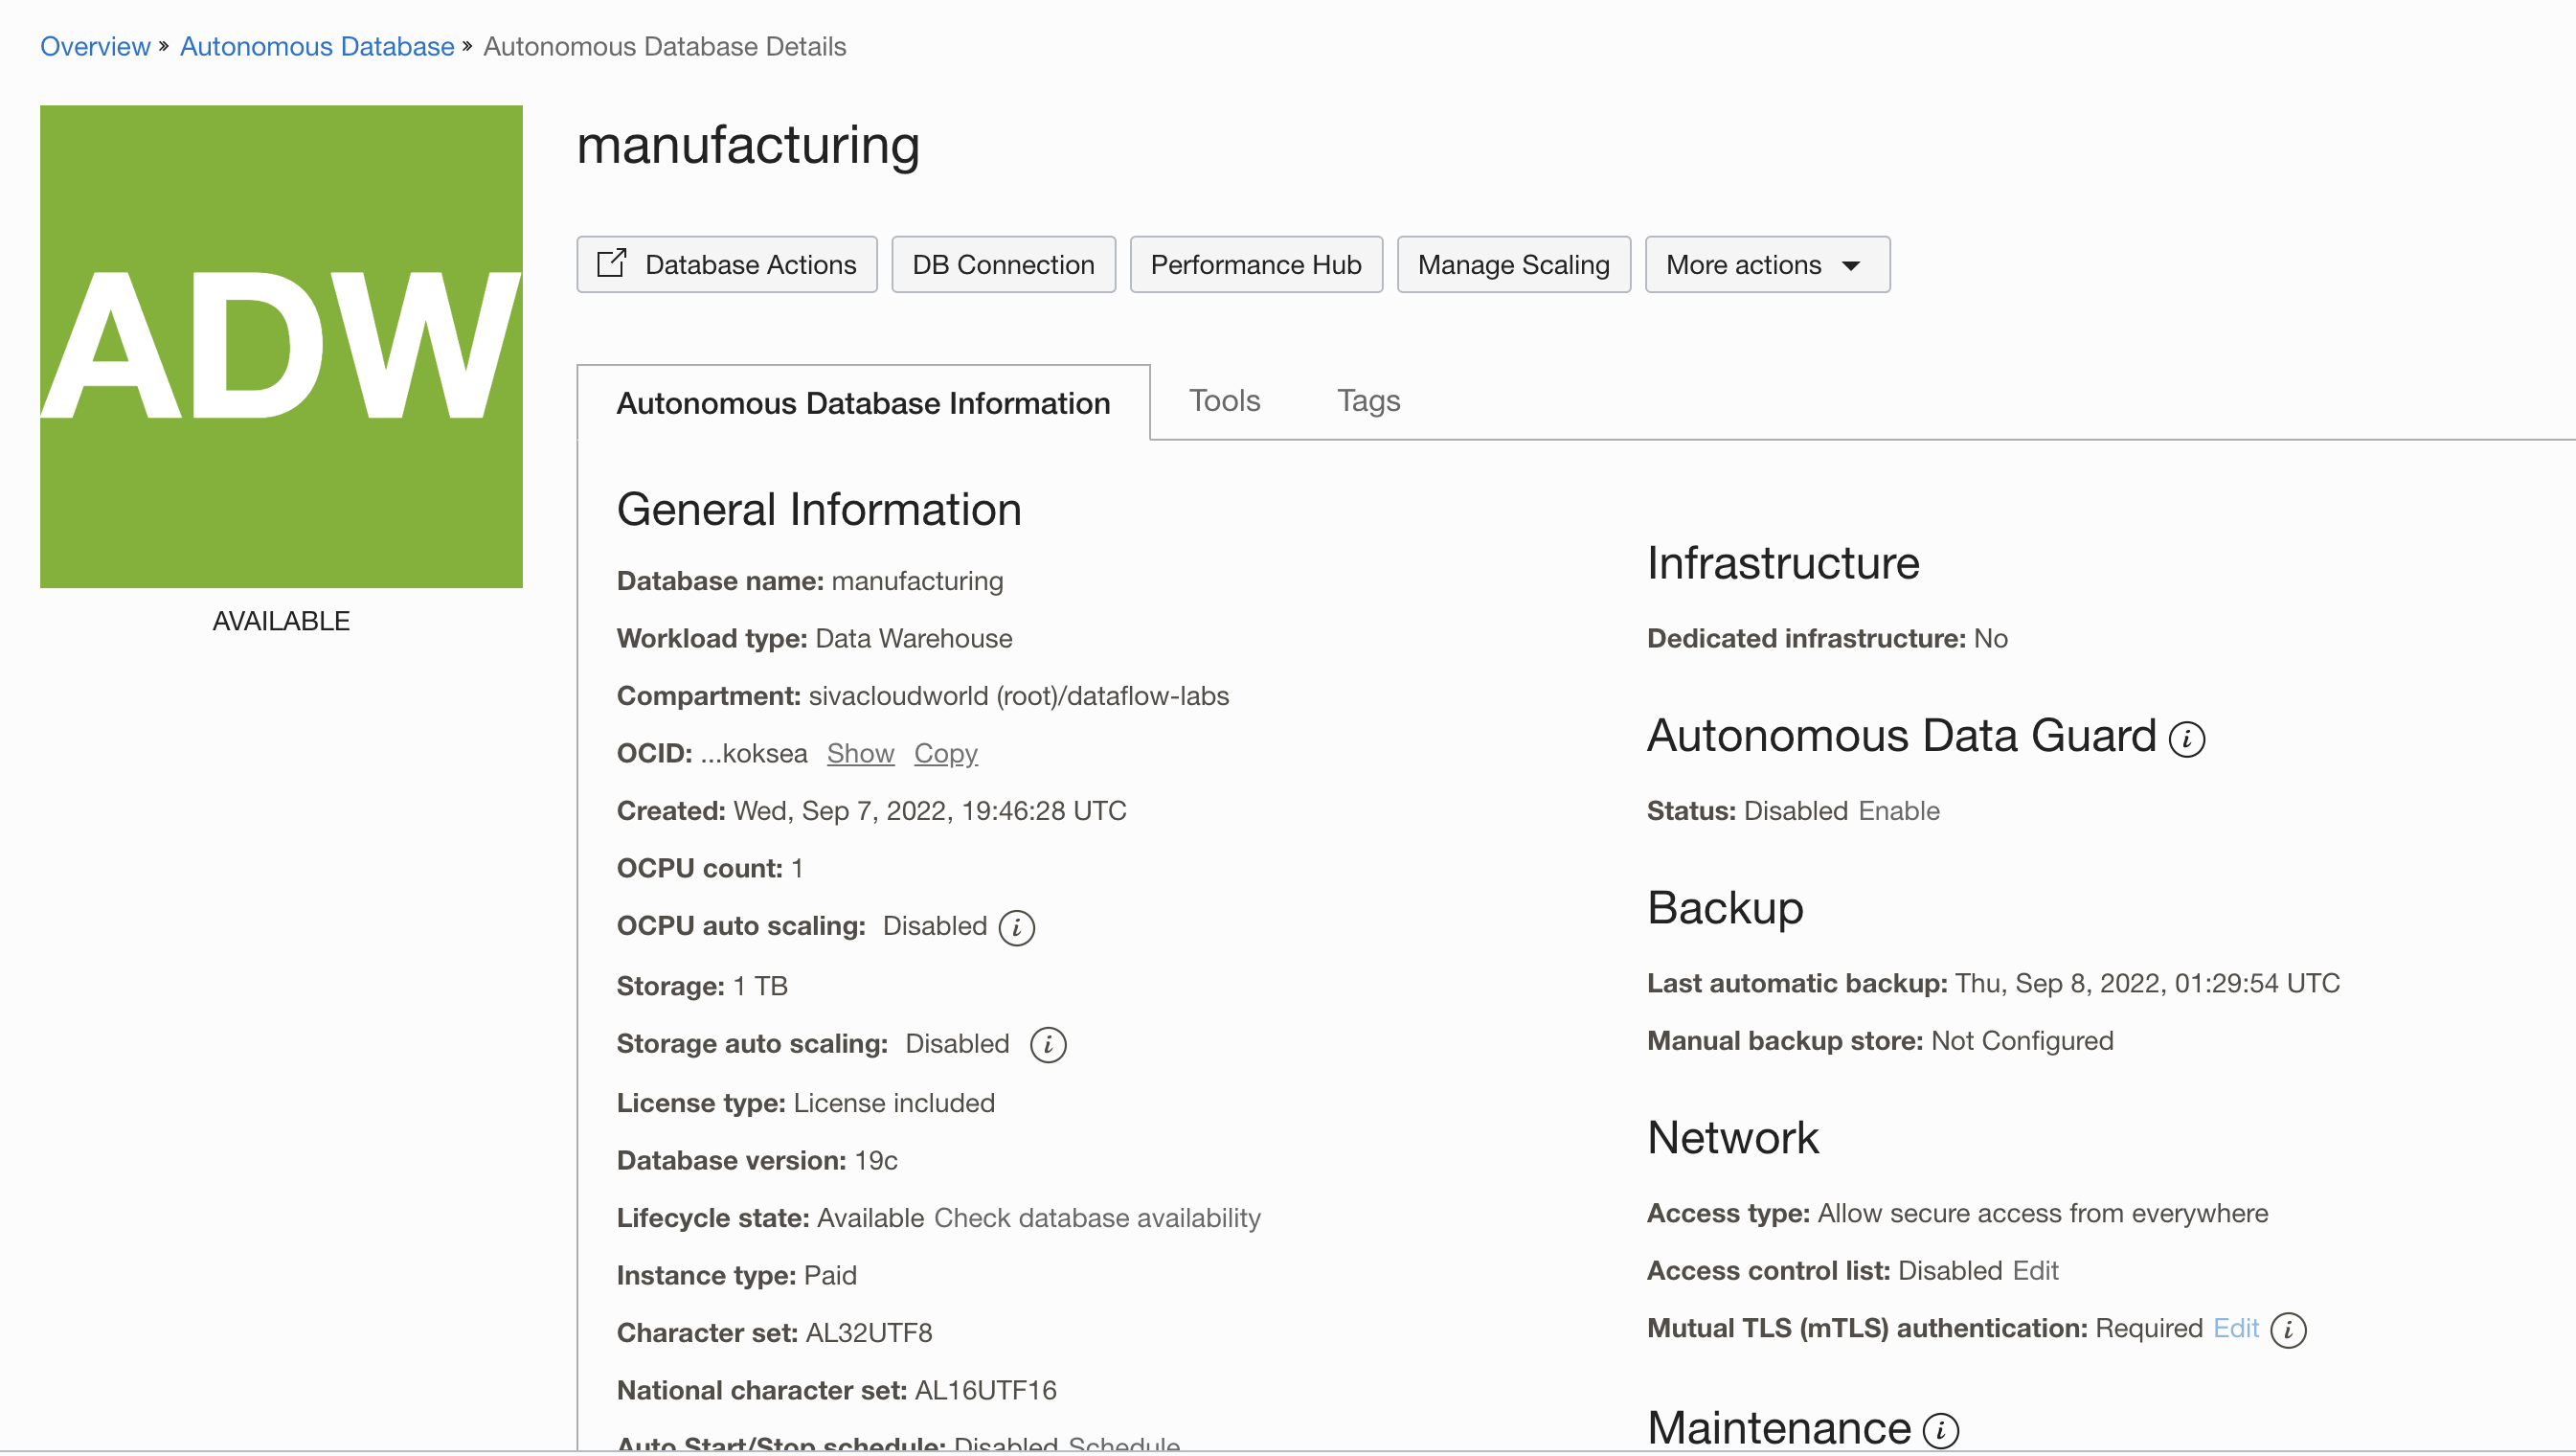 Overview » Autonomous Database » Autonomous Database Details
ADW
AVAILABLE
manufacturing
Database Actions
DB Connection
Performance Hub
Manage Scaling
More actions
Autonomous Database Information
Tools
Tags
General Information
Database name: manufacturing
Workload type: Data Warehouse
Compartment: sivacloudworld (root)/dataflow-labs
OCID: ...koksea Show Copy
Created: Wed, Sep 7, 2022, 19:46:28 UTC
OCPU count: 1
OCPU auto scaling: Disabled i
Storage: 1 TB
Storage auto scaling: Disabled i
License type: License included
Database version: 19c
Lifecycle state: Available Check database availability
Instance type: Paid
Character set: AL32UTF8
National character set: AL16UTF16
Auto Start/Stop schedule: Disabled Schedule
Infrastructure
Dedicated infrastructure: No
Autonomous Data Guard i
Status: Disabled Enable
Backup
Last automatic backup: Thu, Sep 8, 2022, 01:29:54 UTC
Manual backup store: Not Configured
Network
Access type: Allow secure access from everywhere
Access control list: Disabled Edit
Mutual TLS (mTLS) authentication: Required Edit i
Maintenance i